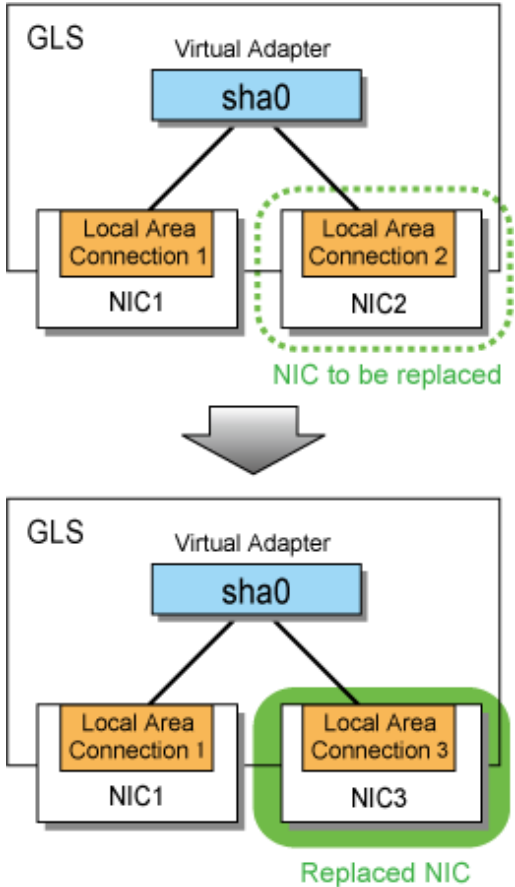 GLS
Virtual Adapter
sha0
Local Area
Connection 1
NIC1
Local Area
Connection 2
NIC2
NIC to be replaced
GLS
Virtual Adapter
sha0
Local Area
Connection 1
NIC1
Local Area
Connection 3
NIC3
Replaced NIC